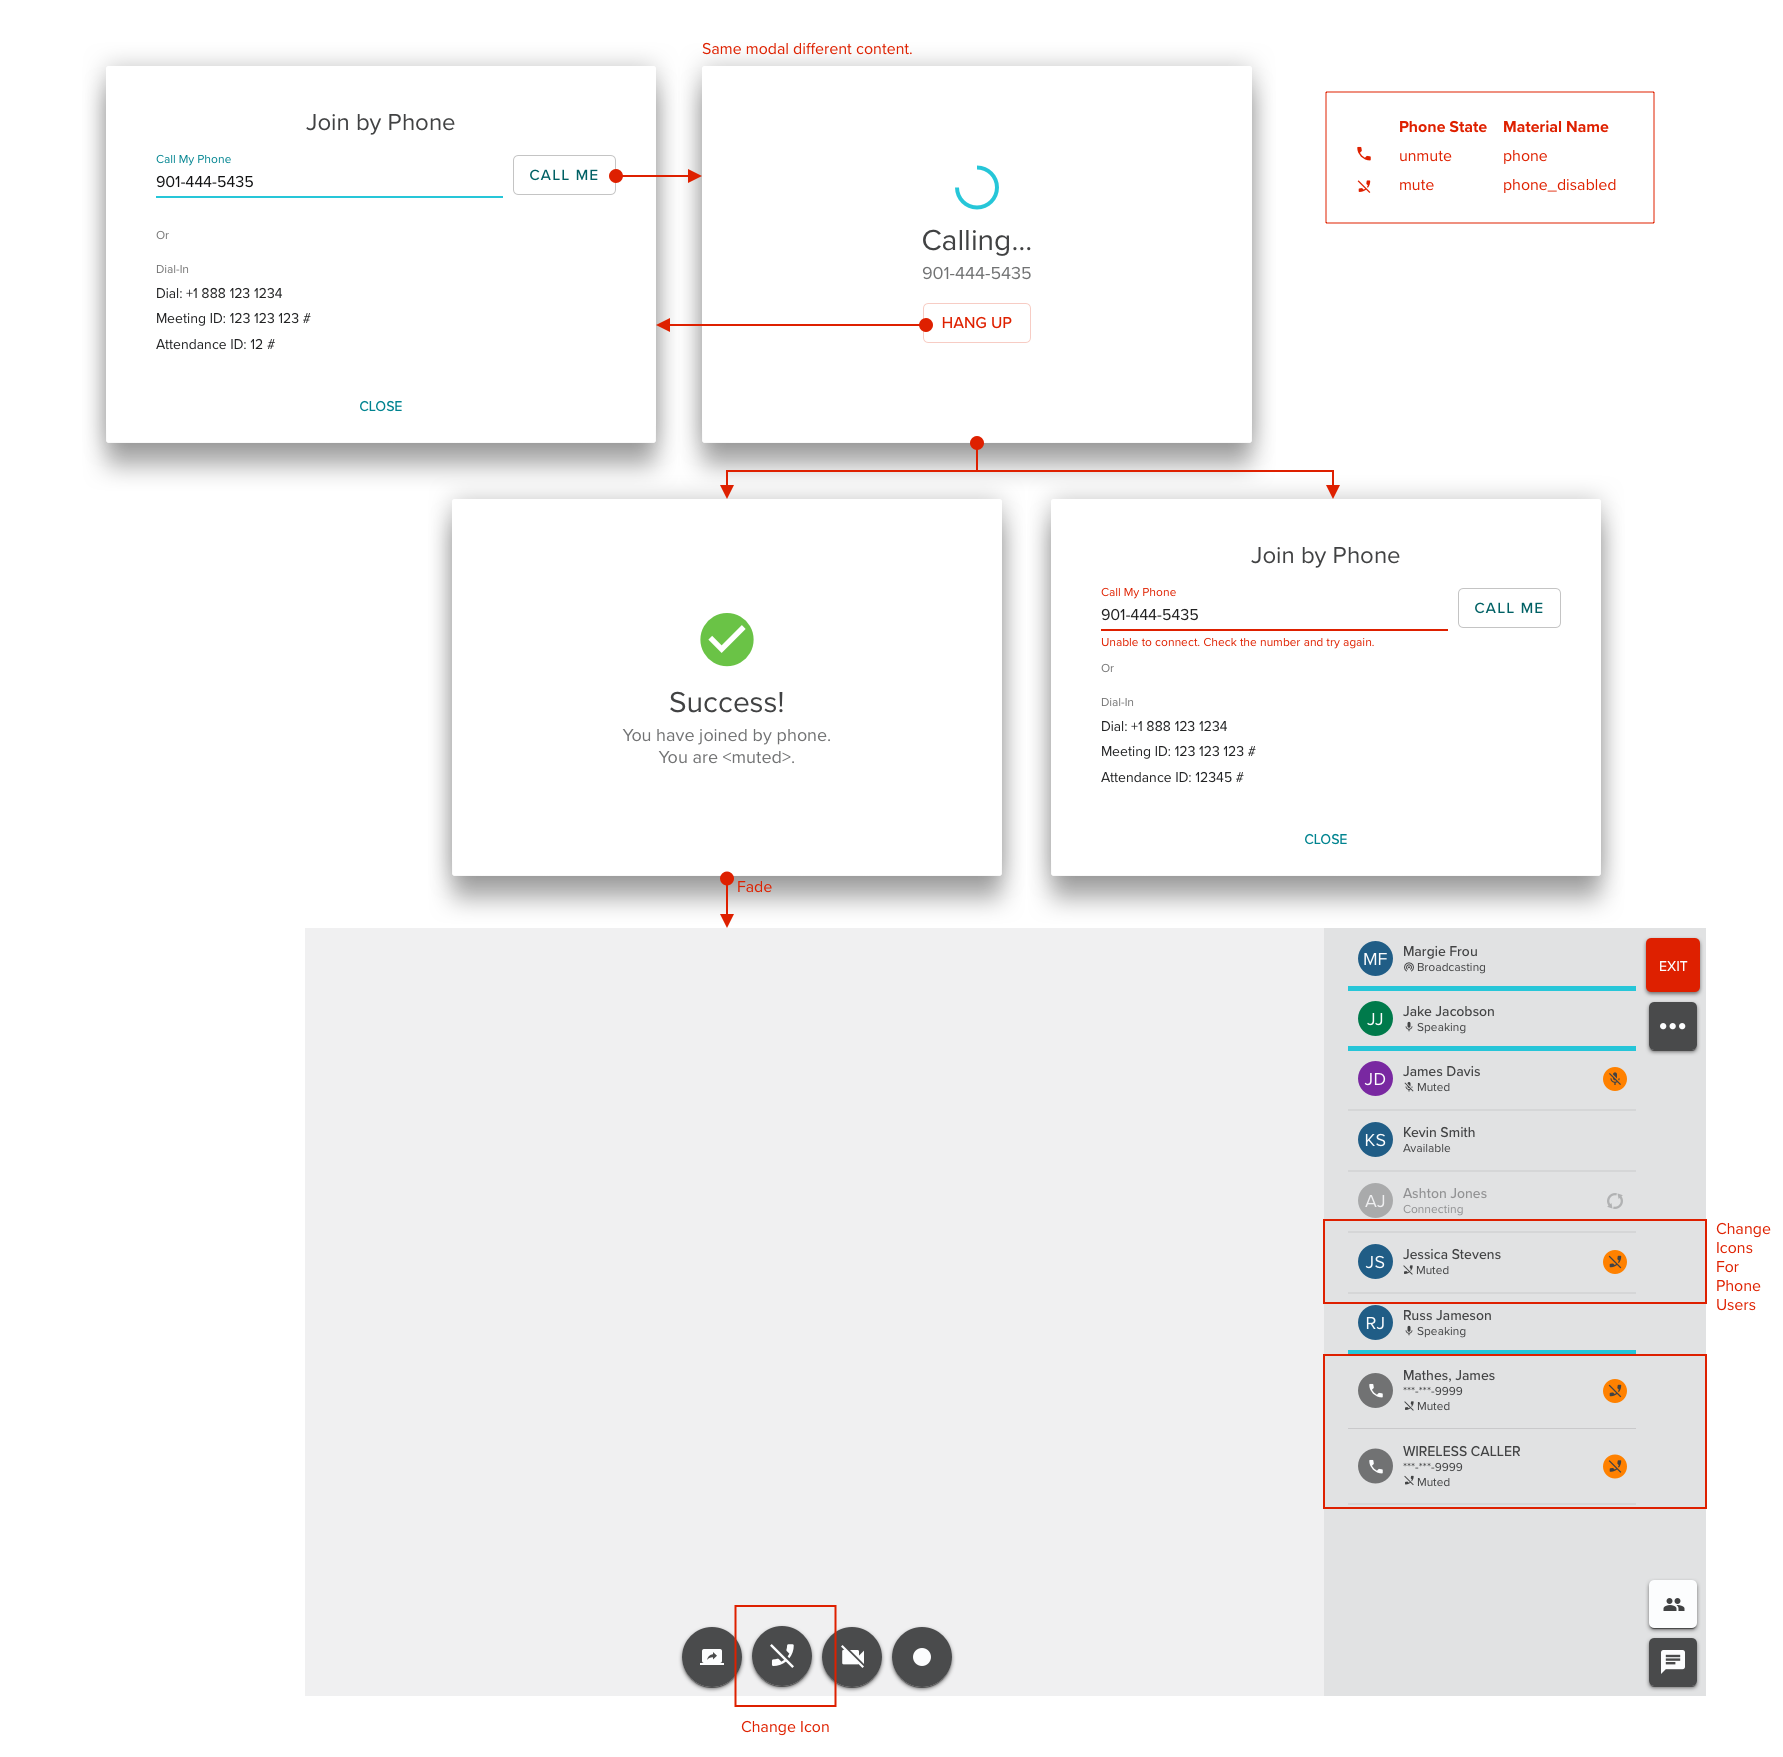 Same modal different content.
Join by Phone
Call My Phone
901-444-5435
CALL ME
Or
Dial-In
Dial: +1 888 123 1234
Meeting ID: 123 123 123 #
Attendance ID: 12 #
CLOSE
Calling...
901-444-5435
HANG UP
Phone State Material Name
unmute phone
mute phone_disabled
Success!
You have joined by phone.
You are <muted>.
Join by Phone
Call My Phone
901-444-5435
CALL ME
Unable to connect. Check the number and try again.
Or
Dial-In
Dial: +1 888 123 1234
Meeting ID: 123 123 123 #
Attendance ID: 12345 #
CLOSE
Fade
MF
Margie Frou
Broadcasting
EXIT
JJ
Jake Jacobson
Speaking
JD
James Davis
Muted
KS
Kevin Smith
Available
AJ
Ashton Jones
Connecting
JS
Jessica Stevens
Muted
Change
Icons
For
Phone
Users
RJ
Russ Jameson
Speaking
Mathes, James
***-***-9999
Muted
WIRELESS CALLER
***-***-9999
Muted
Change Icon